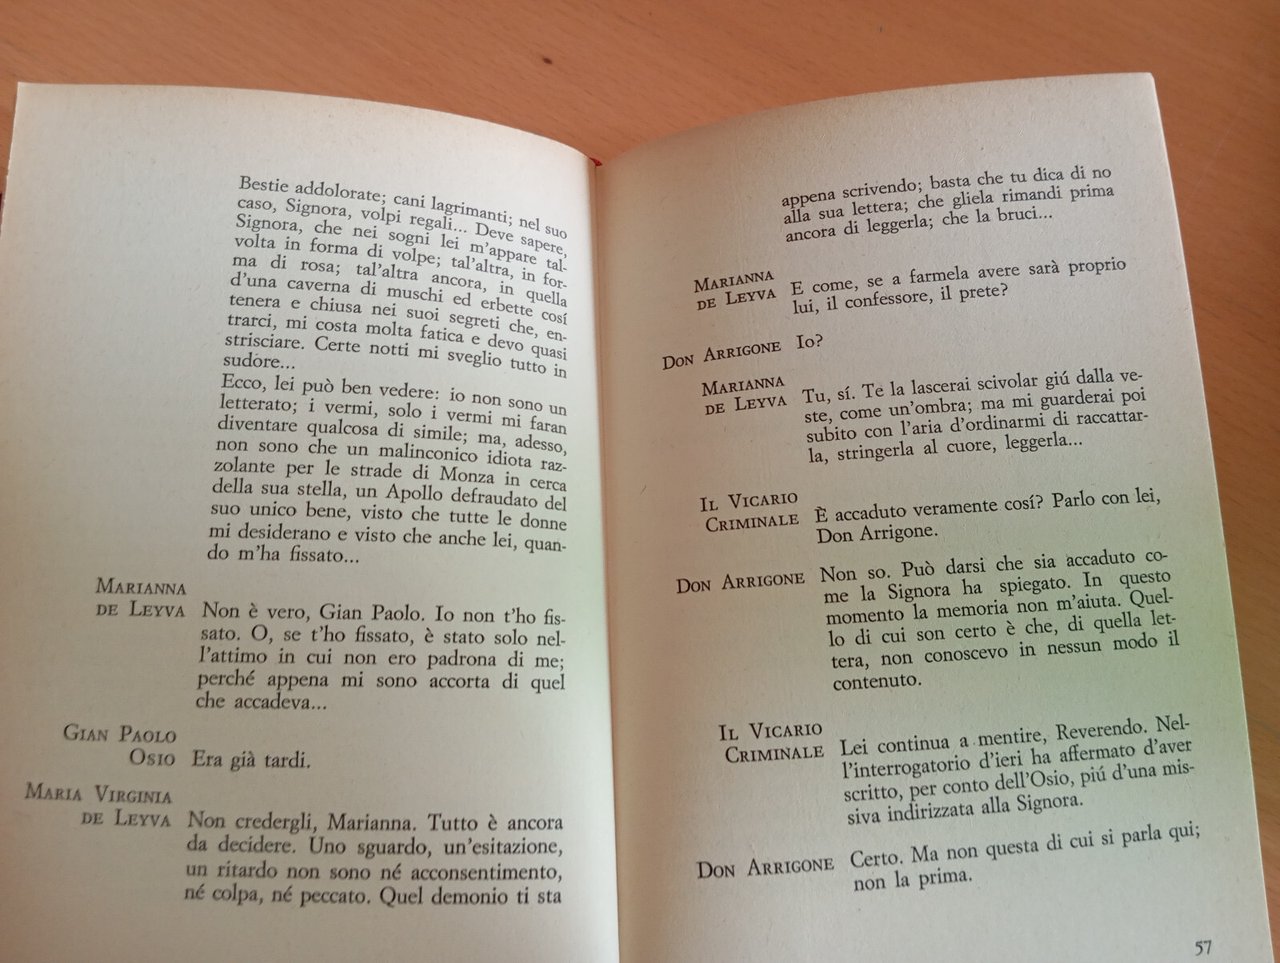 Bestie addolorate; cani lagrimanti; nel suo
caso, Signora, volpi regali... Deve sapere,
Signora, che nei sogni lei m'appare tal-
volta in forma di volpe; tal'altra, in for-
ma di rosa; tal'altra ancora, in quella
d'una caverna di muschi ed erbette cosí
tenera e chiusa nei suoi segreti che, en-
trarci, mi costa molta fatica e devo quasi
strisciare. Certe notti mi sveglio tutto in
sudore...
Ecco, lei può ben vedere: io non sono un
letterato; i vermi, solo i vermi mi faran
diventare qualcosa di simile; ma, adesso,
non sono che un malinconico idiota raz-
zolante per le strade di Monza in cerca
della sua stella, un Apollo defraudato del
suo unico bene, visto che tutte le donne
mi desiderano e visto che anche lei, quan-
do m'ha fissato...
Marianna
de Leyva Non è vero, Gian Paolo. Io non t'ho fis-
sato. O, se t'ho fissato, è stato solo nel-
l'attimo in cui non ero padrona di me;
perché appena mi sono accorta di quel
che accadeva...
Gian Paolo
Osio Era già tardi.
Maria Virginia
de Leyva Non credergli, Marianna. Tutto è ancora
da decidere. Uno sguardo, un'esitazione,
un ritardo non sono né acconsentimento,
né colpa, né peccato. Quel demonio ti sta
appena scrivendo; basta che tu dica di no
alla sua lettera; che gliela rimandi prima
ancora di leggerla; che la bruci...
Marianna
de Leyva E come, se a farmela avere sarà proprio
lui, il confessore, il prete?
Don Arrigone Io?
Marianna
de Leyva Tu, sí. Te la lascerai scivolar giú dalla ve-
ste, come un'ombra; ma mi guarderai poi
subito con l'aria d'ordinarmi di raccattar-
la, stringerla al cuore, leggerla...
Il Vicario
Criminale È accaduto veramente cosí? Parlo con lei,
Don Arrigone.
Don Arrigone Non so. Può darsi che sia accaduto co-
me la Signora ha spiegato. In questo
momento la memoria non m'aiuta. Quel-
lo di cui son certo è che, di quella let-
tera, non conoscevo in nessun modo il
contenuto.
Il Vicario
Criminale Lei continua a mentire, Reverendo. Nel-
l'interrogatorio d'ieri ha affermato d'aver
scritto, per conto dell'Osio, piú d'una mis-
siva indirizzata alla Signora.
Don Arrigone Certo. Ma non questa di cui si parla qui;
non la prima.
57